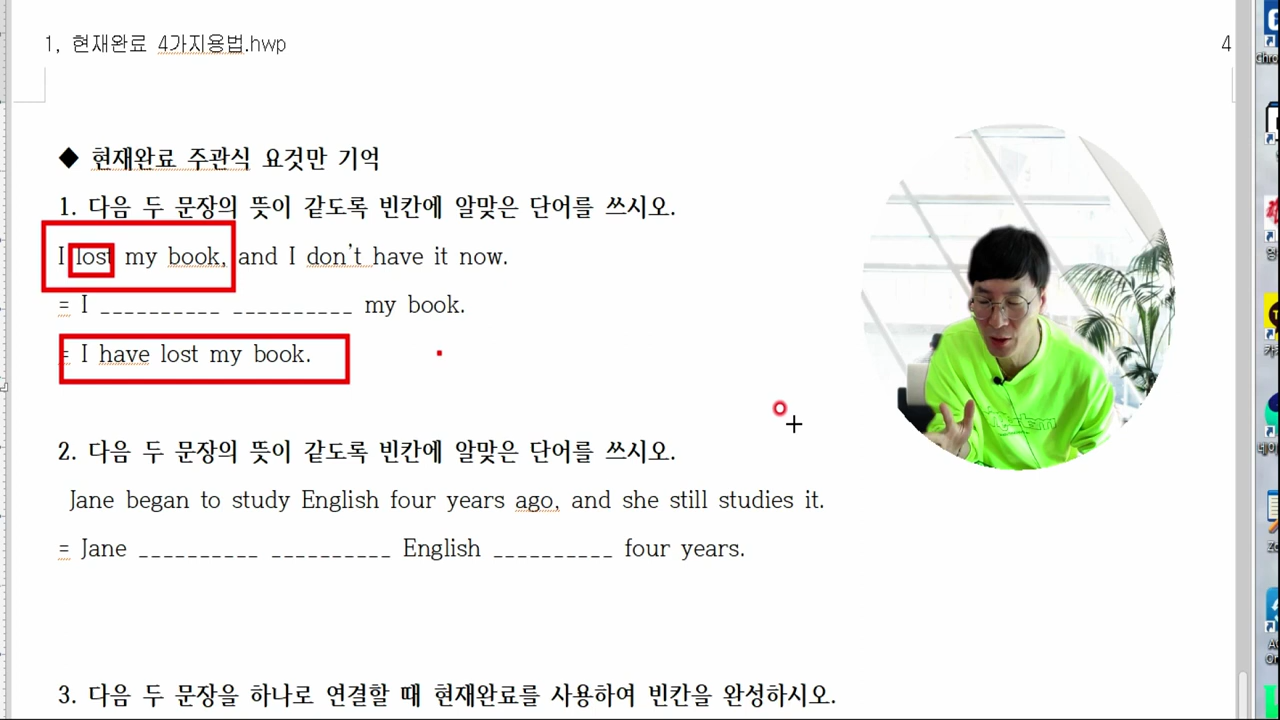 1, 현재완료 4가지용법.hwp
4
◆ 현재완료 주관식 요것만 기억
1. 다음 두 문장의 뜻이 같도록 빈칸에 알맞은 단어를 쓰시오.
I lost my book, and I don't have it now.
= I __________ __________ my book.
= I have lost my book.
2. 다음 두 문장의 뜻이 같도록 빈칸에 알맞은 단어를 쓰시오.
Jane began to study English four years ago, and she still studies it.
= Jane __________ __________ English __________ four years.
3. 다음 두 문장을 하나로 연결할 때 현재완료를 사용하여 빈칸을 완성하시오.